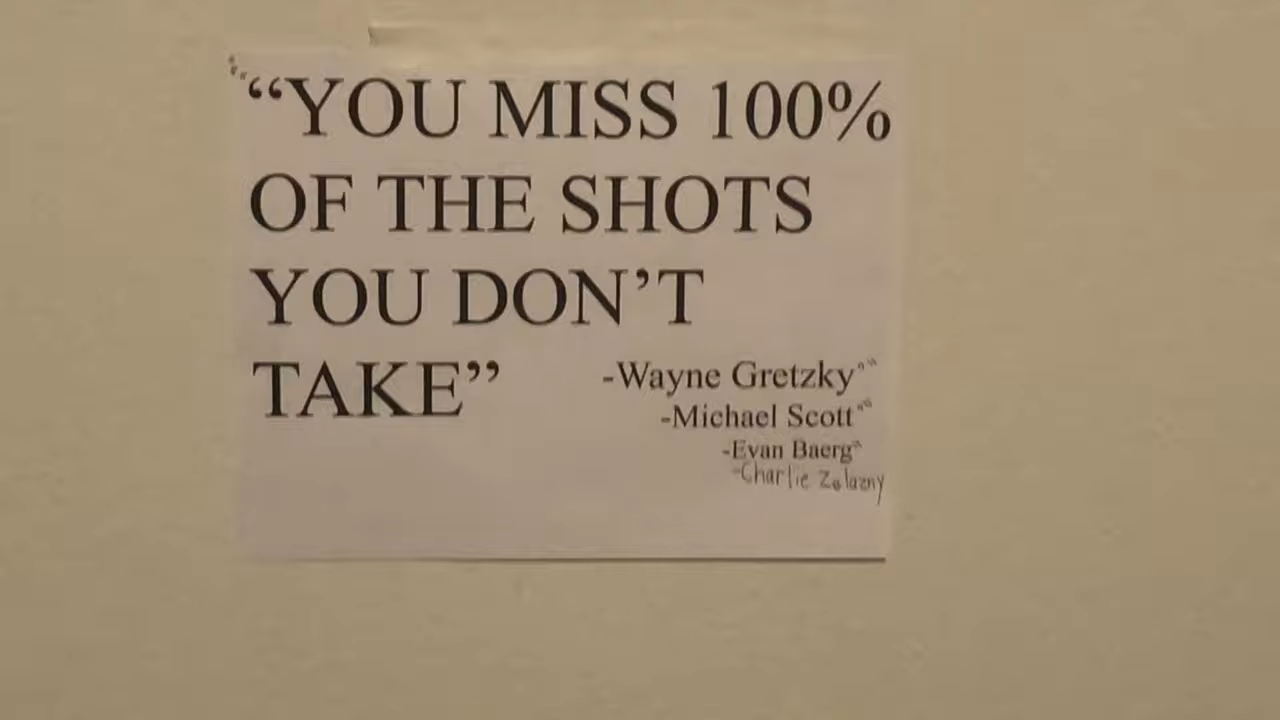 “YOU MISS 100%
OF THE SHOTS
YOU DON’T
TAKE”
-Wayne Gretzky""
-Michael Scott""
-Evan Baerg"
-Charlie Zelazny